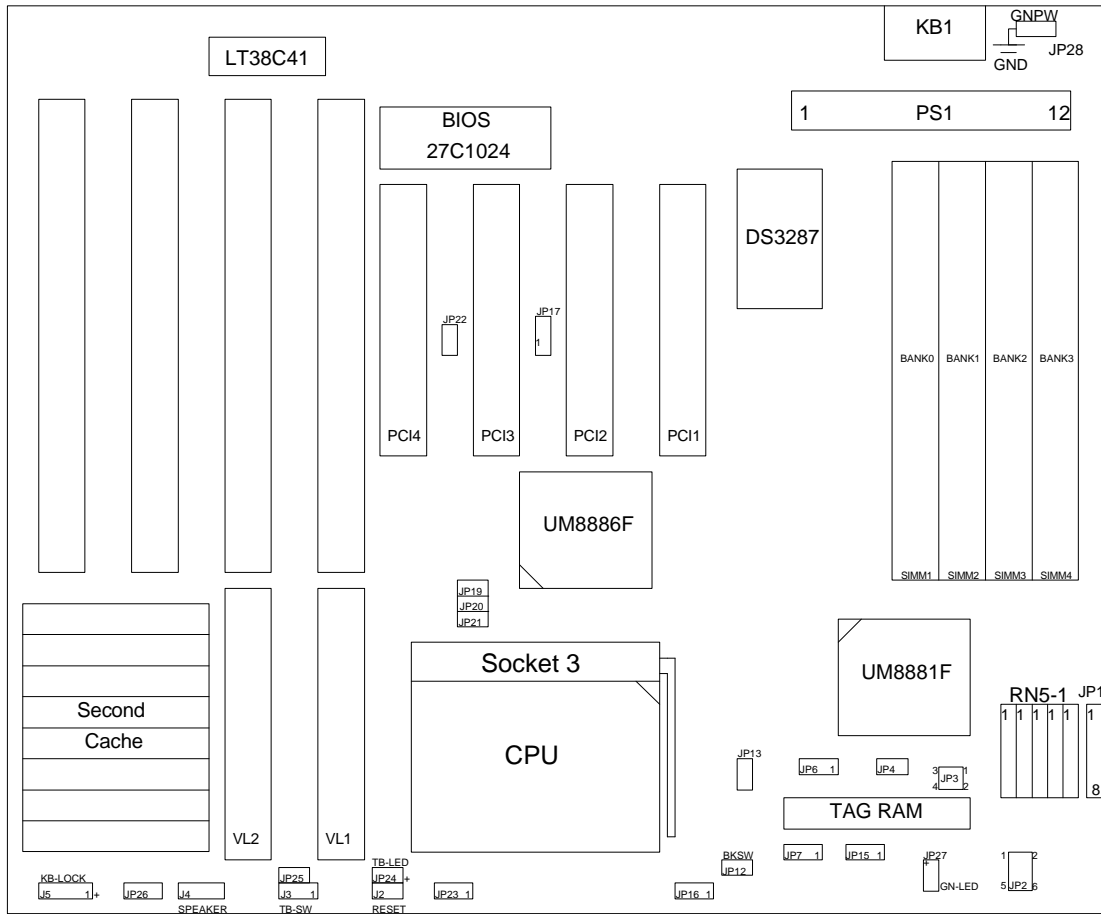 KB1
GNPW
JP28
GND
LT38C41
1 PS1 12
BIOS
27C1024
DS3287
JP22
JP17
1
BANK0 BANK1 BANK2 BANK3
PCI4 PCI3 PCI2 PCI1
UM8886F
SIMM1 SIMM2 SIMM3 SIMM4
JP19
JP20
JP21
Socket 3
UM8881F
RN5-1 JP1
1 1 1 1 1 1
8
Second
Cache
CPU
JP13
JP6 1
JP4
3 1
JP3
4 2
TAG RAM
VL2 VL1
JP7 1
JP15 1
BKSW
JP12
JP27
+
GN-LED
1 2
5 JP2 6
KB-LOCK
J5 1 +
JP26
J4
SPEAKER
JP25
J3 1
TB-SW
TB-LED
JP24 +
J2
RESET
JP23 1
JP16 1